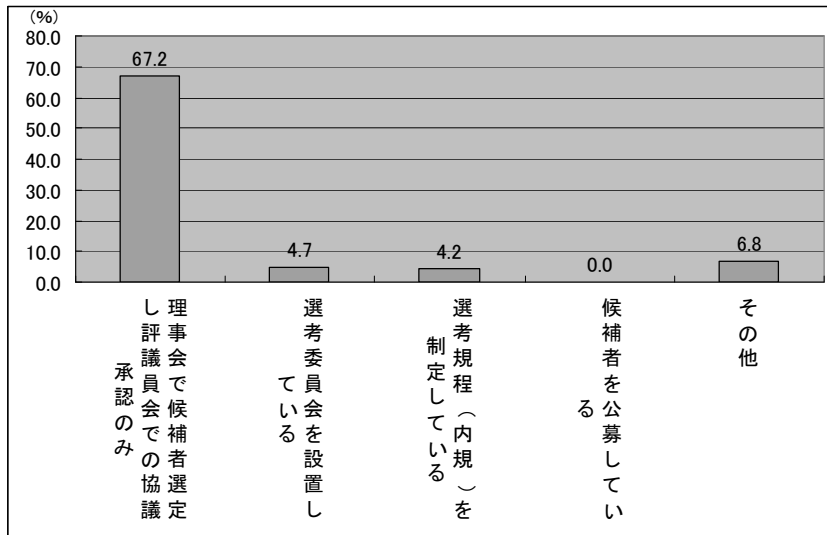 (%)
80.0
70.0
60.0
50.0
40.0
30.0
20.0
10.0
0.0
67.2
4.7
4.2
0.0
6.8
理事会で候補者選定
し評議員会での協議
承認のみ
選考委員会を設置し
ている
選考規程（内規）を
制定している
候補者を公募してい
る
その他